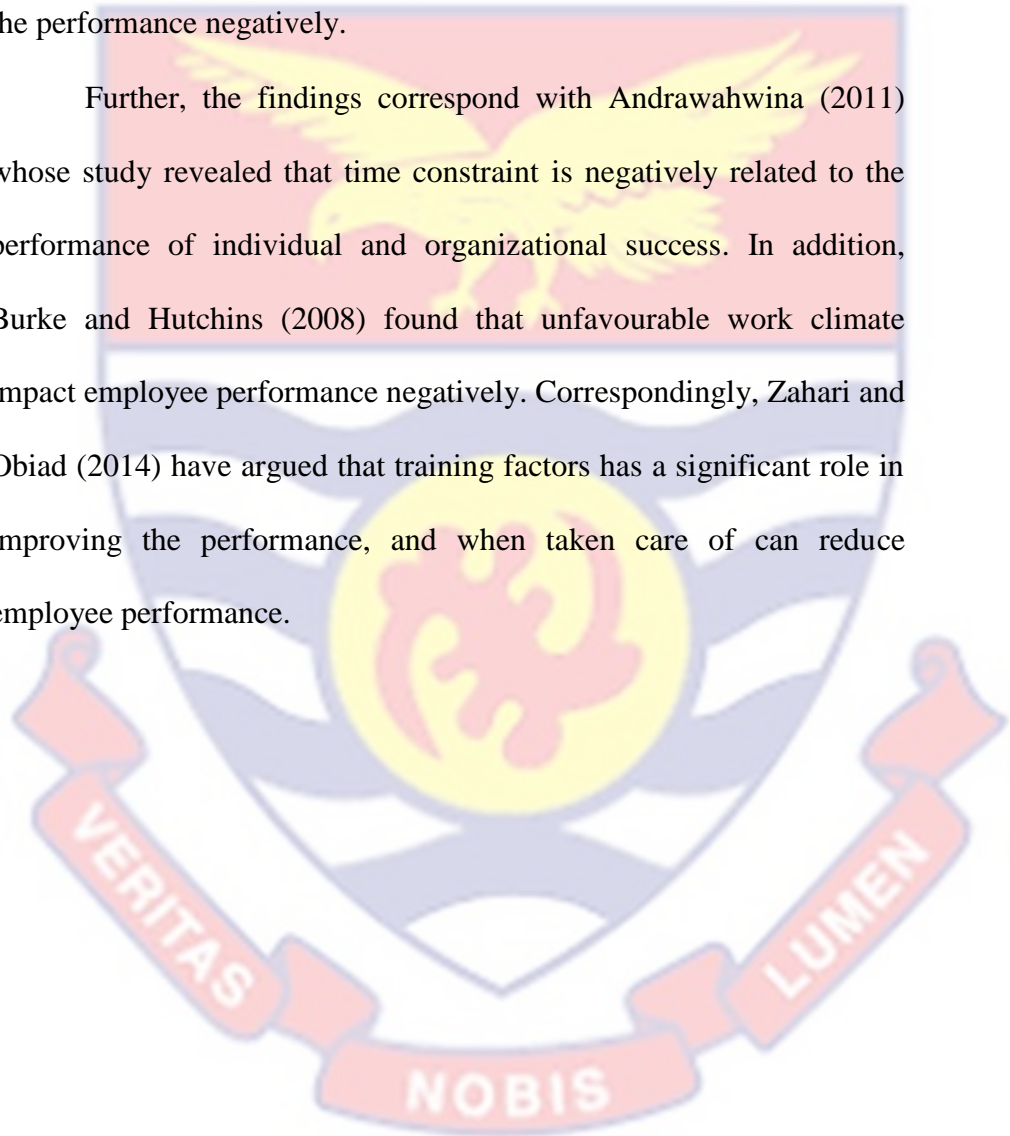 the performance negatively.
Further, the findings correspond with Andrawahwina (2011)
whose study revealed that time constraint is negatively related to the
performance of individual and organizational success. In addition,
Burke and Hutchins (2008) found that unfavourable work climate
impact employee performance negatively. Correspondingly, Zahari and
Obiad (2014) have argued that training factors has a significant role in
improving the performance, and when taken care of can reduce
employee performance.
VERITAS
NOBIS
LUMEN